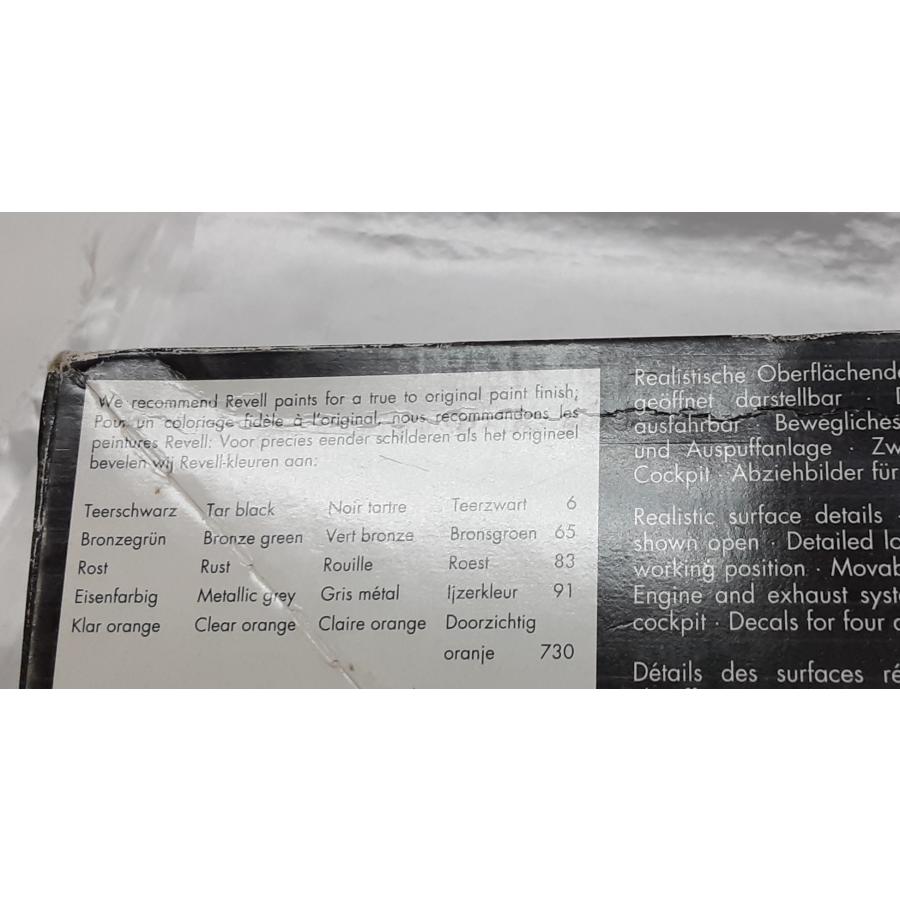 We recommend Revell paints for a true to original paint finish;
Pour un coloriage fidèle à l'original, nous recommandons les
peintures Revell: Voor precies eender schilderen als het origineel
bevelen wij Revell-kleuren aan:
Teerschwarz Tar black Noir tartre Teerzwart 6
Bronzegrün Bronze green Vert bronze Bronsgroen 65
Rost Rust Rouille Roest 83
Eisenfarbig Metallic grey Gris métal Ijzerkleur 91
Klar orange Clear orange Claire orange Doorzichtig
oranje 730
Realistische Oberflächende
geöffnet darstellbar ·
ausfahrbar · Bewegliches
und Auspuffanlage · Zw
Cockpit · Abziehbilder für
Realistic surface details ·
shown open · Detailed lo
working position · Movab
Engine and exhaust syst
cockpit · Decals for four
Détails des surfaces ré